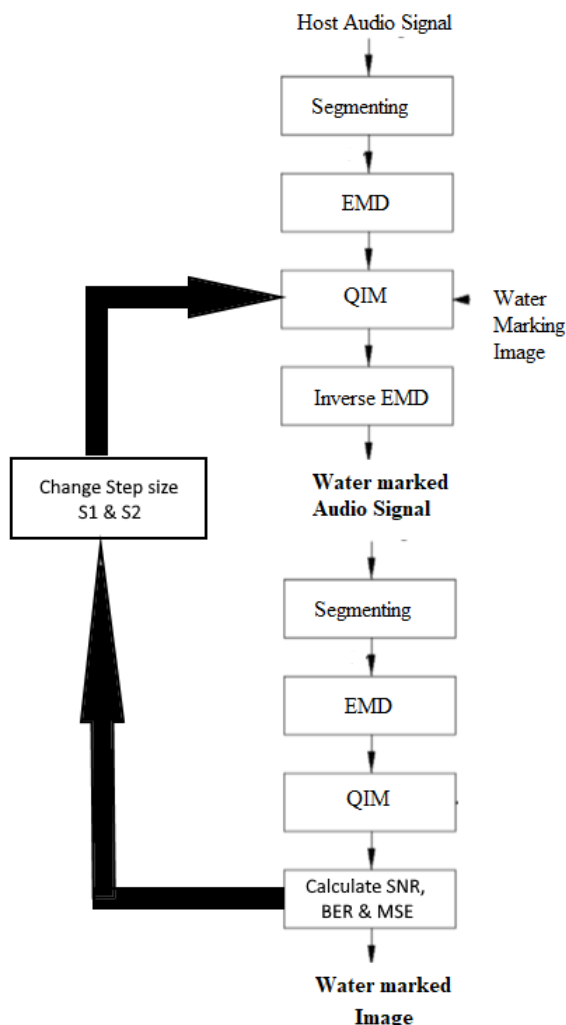 Host Audio Signal
Segmenting
EMD
QIM
Water
Marking
Image
Inverse EMD
Water marked
Audio Signal
Change Step size
S1 & S2
Segmenting
EMD
QIM
Calculate SNR,
BER & MSE
Water marked
Image